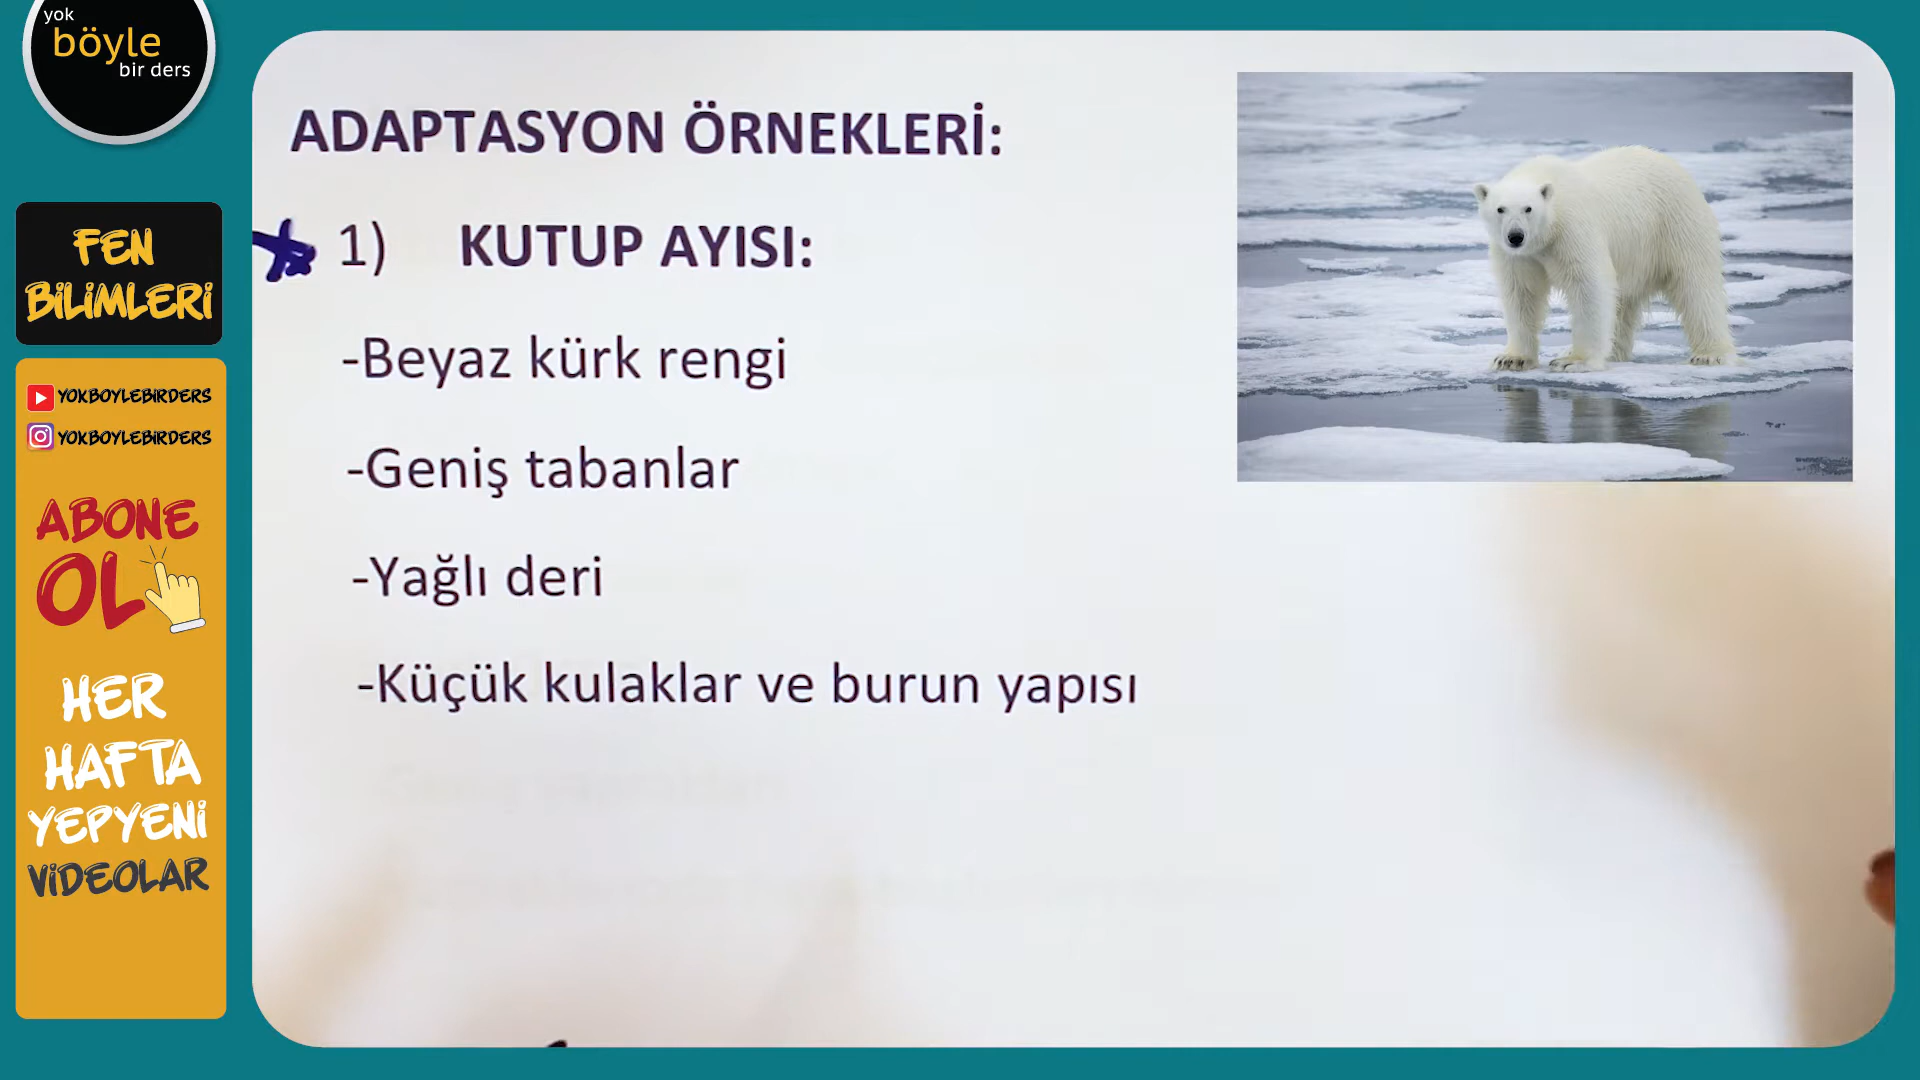 yok
böyle
bir ders
FEN
BİLİMLERİ
YOKBOYLEBIRDERS
YOKBOYLEBIRDERS
ABONE
OL
HER
HAFTA
YEPYENİ
VİDEOLAR
ADAPTASYON ÖRNEKLERİ:
1) KUTUP AYISI:
-Beyaz kürk rengi
-Geniş tabanlar
-Yağlı deri
-Küçük kulaklar ve burun yapısı